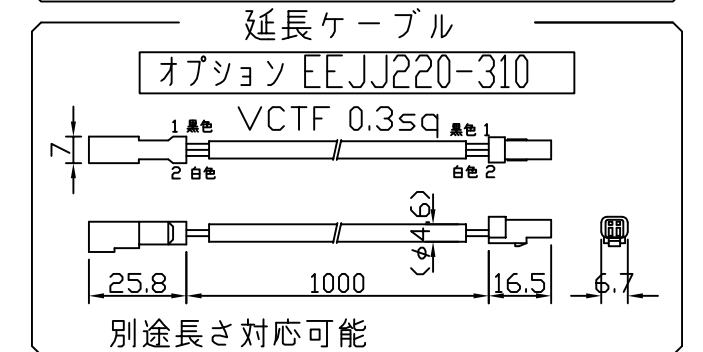 延長ケーブル
オプション EEJJ220-310
VCTF 0.3sq
1 黒色
黒色 1
7
2 白色
白色 2
(φ4.6)
25.8
1000
16.5
6.7
別途長さ対応可能